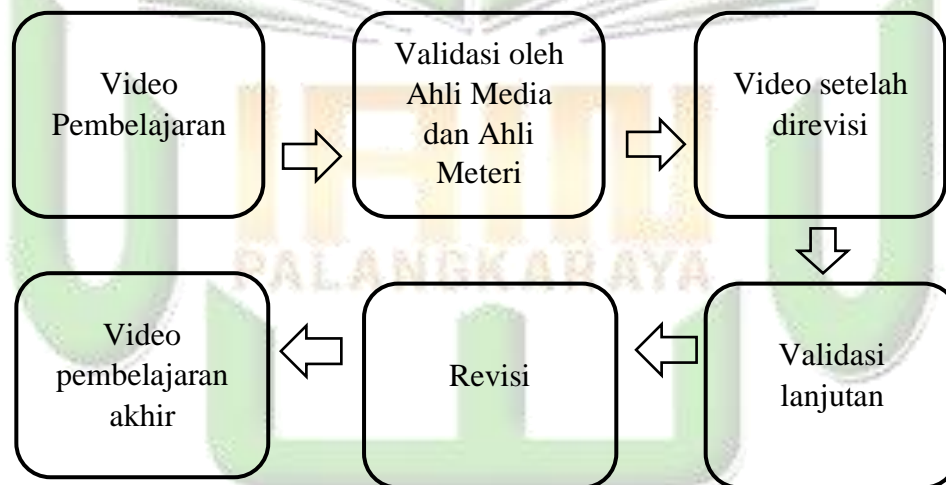 Video
Pembelajaran
Validasi oleh
Ahli Media
dan Ahli
Meteri
Video setelah
direvisi
Validasi
lanjutan
Revisi
Video
pembelajaran
akhir
IAIN
PALANGKARAYA